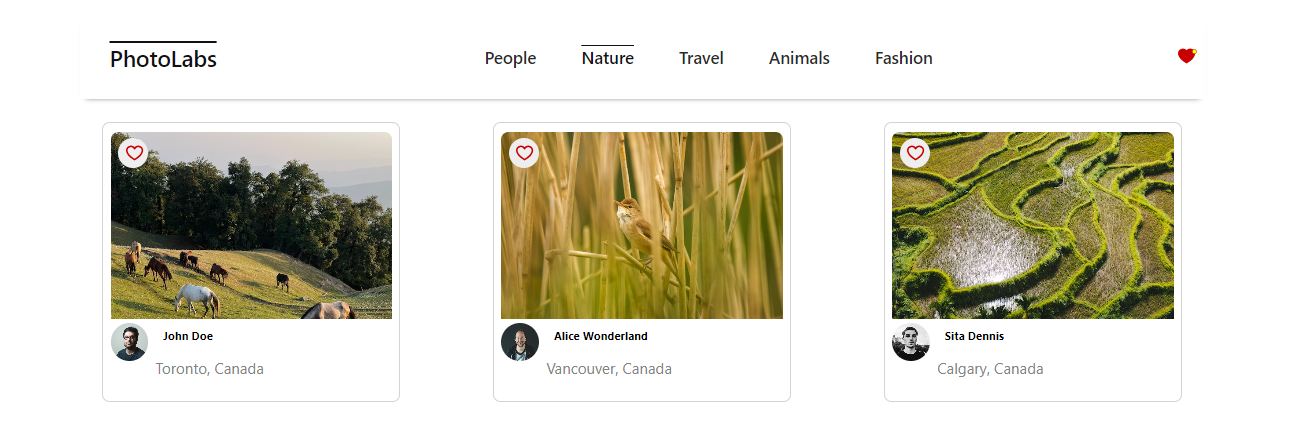 PhotoLabs People Nature Travel Animals Fashion
John Doe
Toronto, Canada
Alice Wonderland
Vancouver, Canada
Sita Dennis
Calgary, Canada